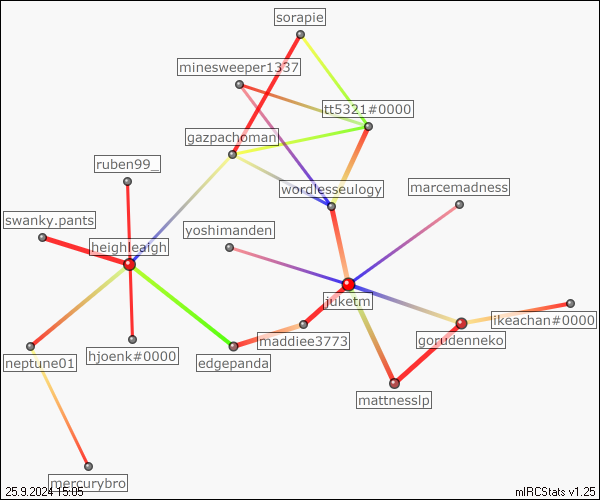 sorapie
minesweeper1337
tt5321#0000
gazpachoman
ruben99_
wordlesseulogy
marcemadness
swanky.pants
yoshimanden
heighleaigh
juketm
ikeachan#0000
gorudenneko
maddiee3773
hjoenk#0000
edgepanda
neptune01
mattnesslp
mercurybro
25.9.2024 15:05
mIRCStats v1.25